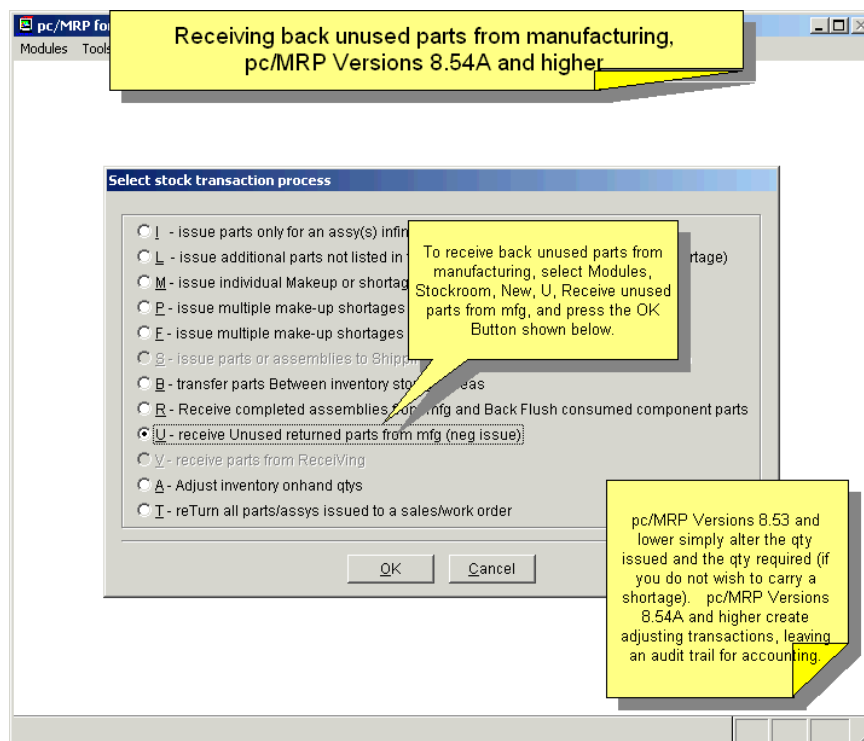 pc/MRP for
Receiving back unused parts from manufacturing,
pc/MRP Versions 8.54A and higher
Modules Tools
Select stock transaction process
I - issue parts only for an assy(s)
L - issue additional parts not listed in rtage)
M - issue individual Makeup or shortag
P - issue multiple make-up shortages
F - issue multiple make-up shortages
S - issue parts or assemblies to Shippin
B - transfer parts Between inventory eas
R - Receive completed assemblies from mfg and Back Flush consumed component parts
U - receive Unused returned parts from mfg (neg issue)
V - receive parts from ReceiVing
A - Adjust inventory onhand qtys
T - reTurn all parts/assys issued to a sales/work order
OK Cancel
To receive back unused parts from
manufacturing, select Modules,
Stockroom, New, U, Receive unused
parts from mfg, and press the OK
Button shown below.
pc/MRP Versions 8.53 and
lower simply alter the qty
issued and the qty required (if
you do not wish to carry a
shortage). pc/MRP Versions
8.54A and higher create
adjusting transactions, leaving
an audit trail for accounting.